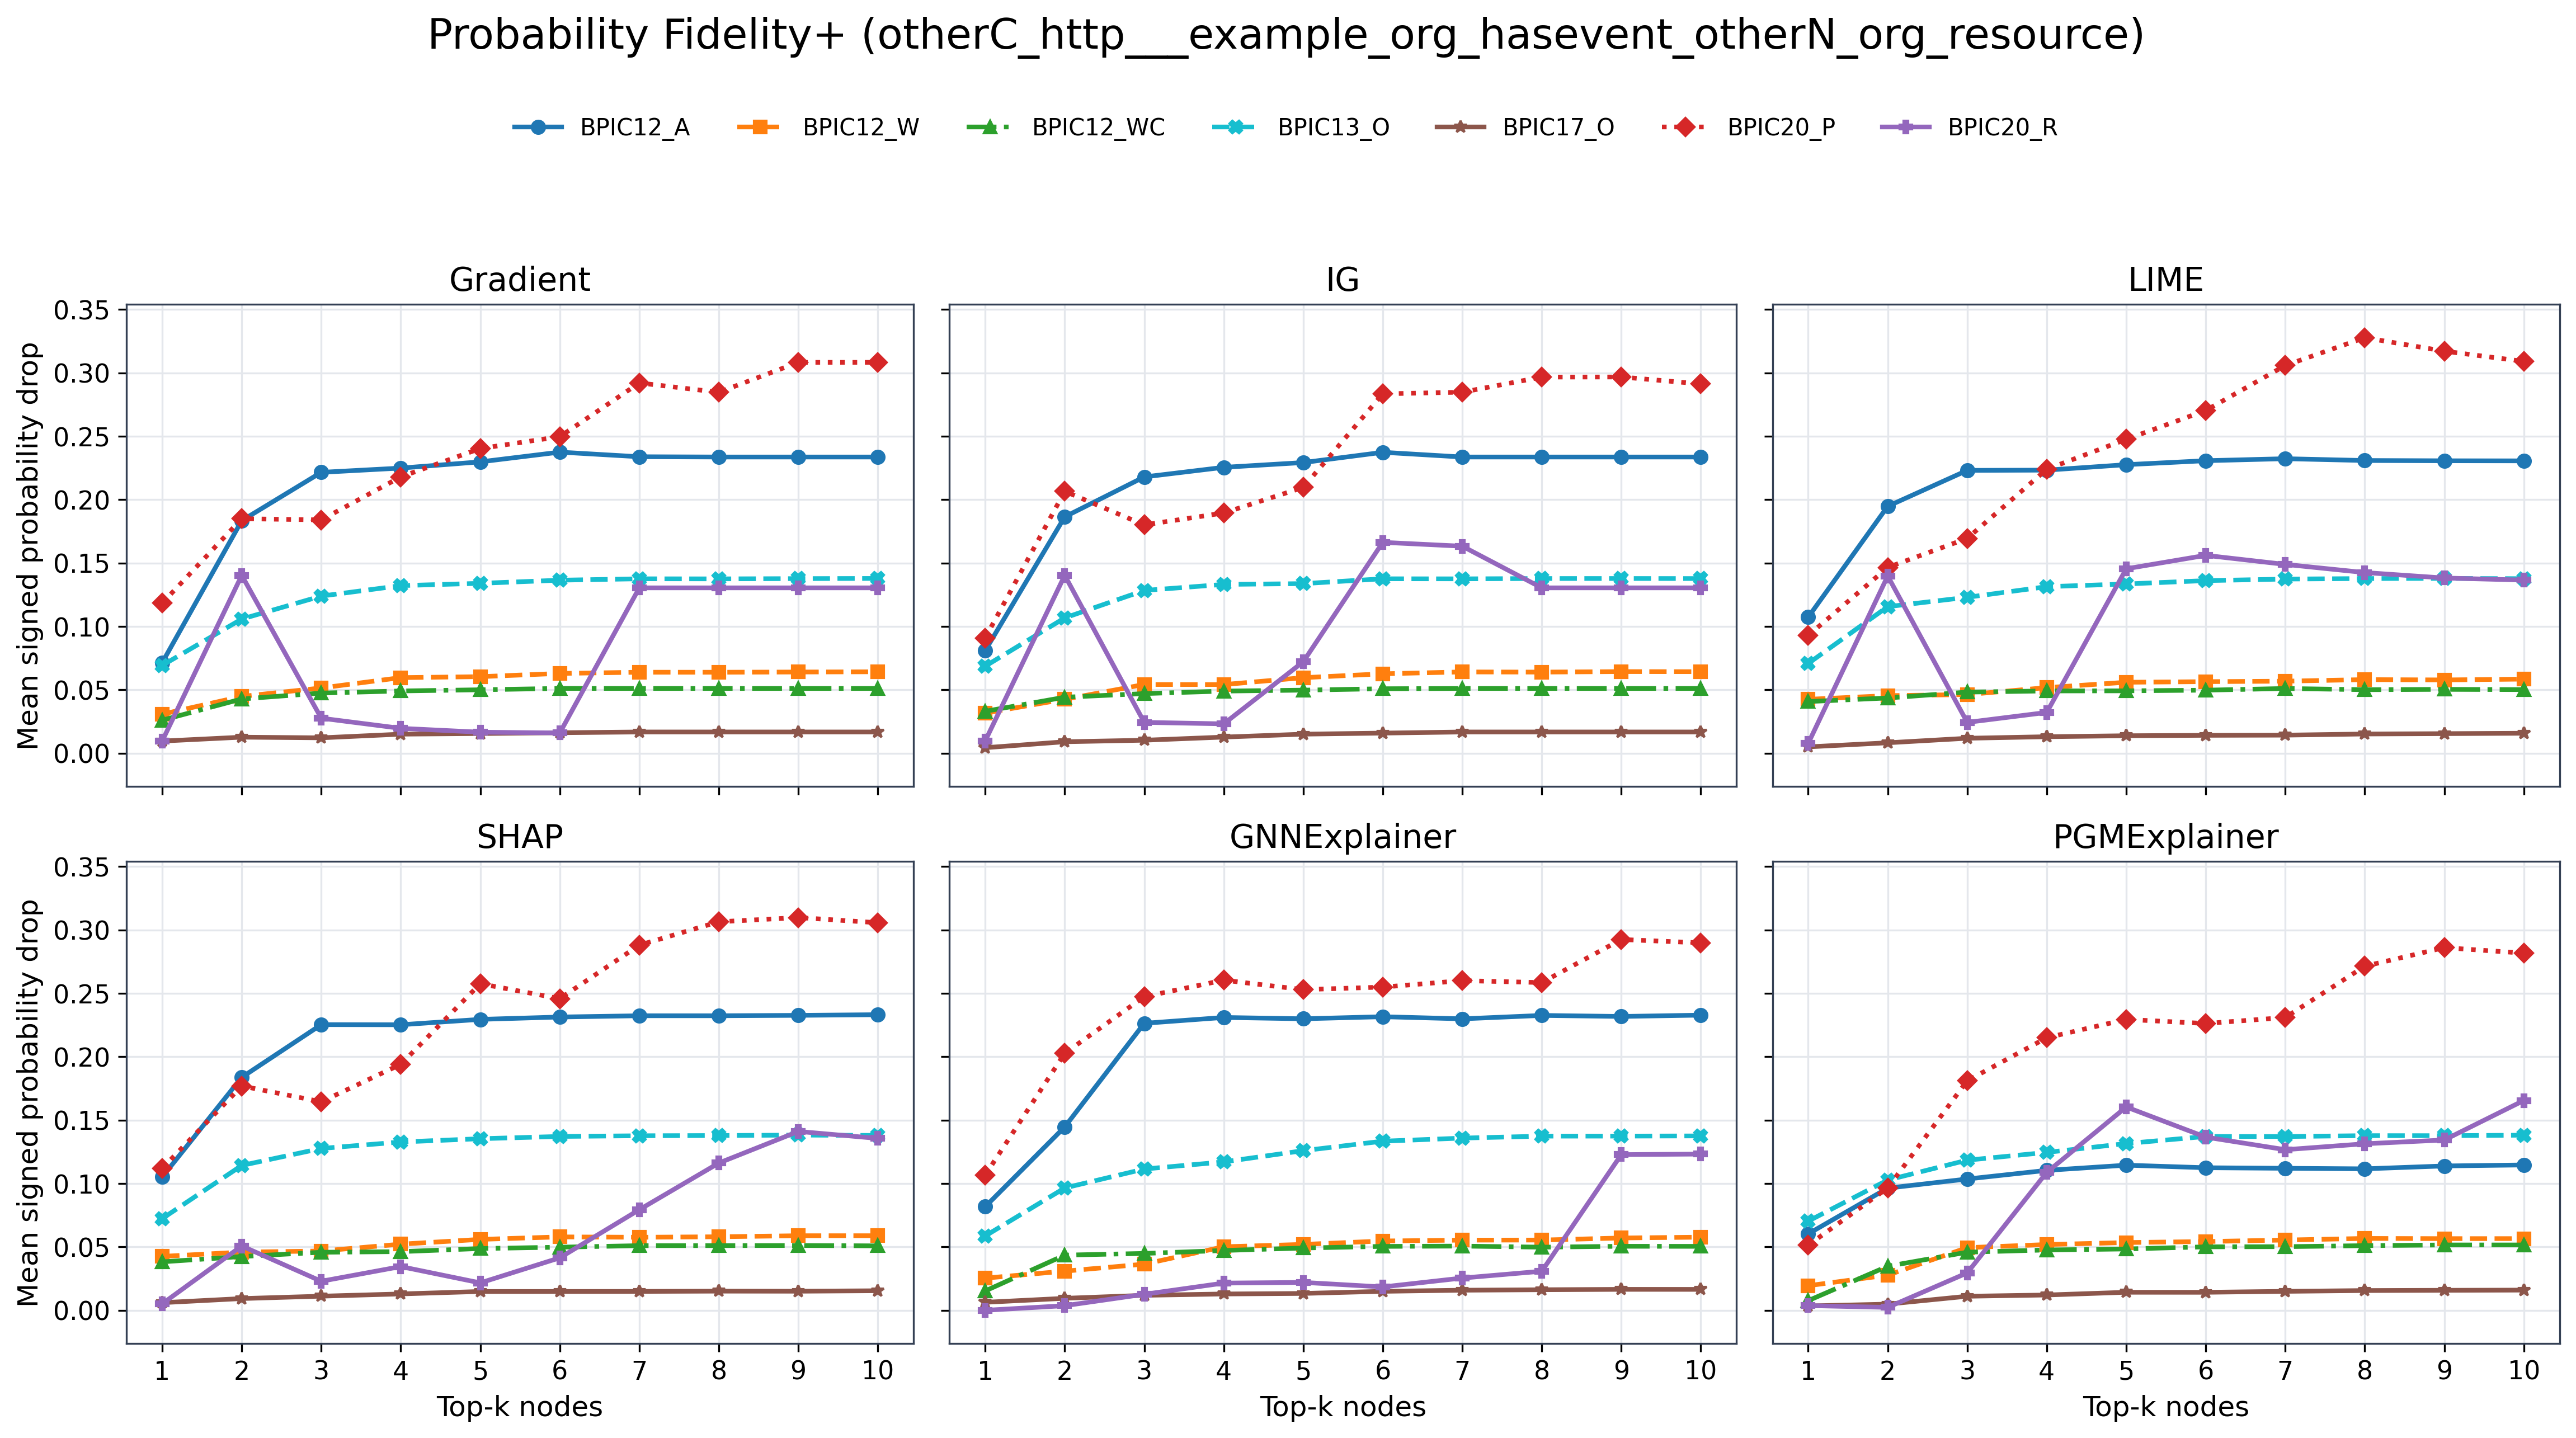 Probability Fidelity+ (otherC_http___example_org_hasevent_otherN_org_resource)
BPIC12_A BPIC12_W BPIC12_WC BPIC13_O BPIC17_O BPIC20_P BPIC20_R
Gradient IG LIME
Mean signed probability drop
0.35
0.30
0.25
0.20
0.15
0.10
0.05
0.00
SHAP GNNExplainer PGMExplainer
Mean signed probability drop
0.35
0.30
0.25
0.20
0.15
0.10
0.05
0.00
1 2 3 4 5 6 7 8 9 10 1 2 3 4 5 6 7 8 9 10 1 2 3 4 5 6 7 8 9 10
Top-k nodes Top-k nodes Top-k nodes